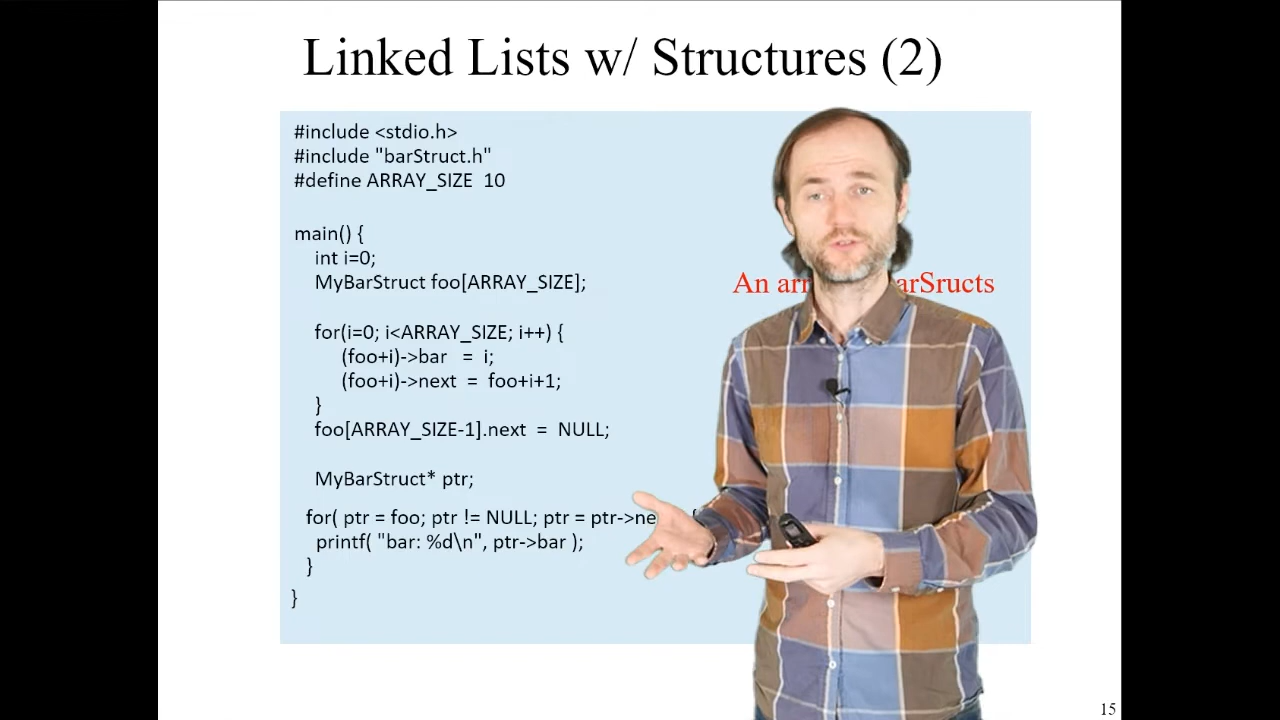 Linked Lists w/ Structures (2)
#include <stdio.h>
#include "barStruct.h"
#define ARRAY_SIZE 10
main() {
int i=0;
MyBarStruct foo[ARRAY_SIZE];
An arr arSructs
for(i=0; i<ARRAY_SIZE; i++) {
(foo+i)->bar = i;
(foo+i)->next = foo+i+1;
}
foo[ARRAY_SIZE-1].next = NULL;
MyBarStruct* ptr;
for( ptr = foo; ptr != NULL; ptr = ptr->ne {
printf( "bar: %d\n", ptr->bar );
}
}
15